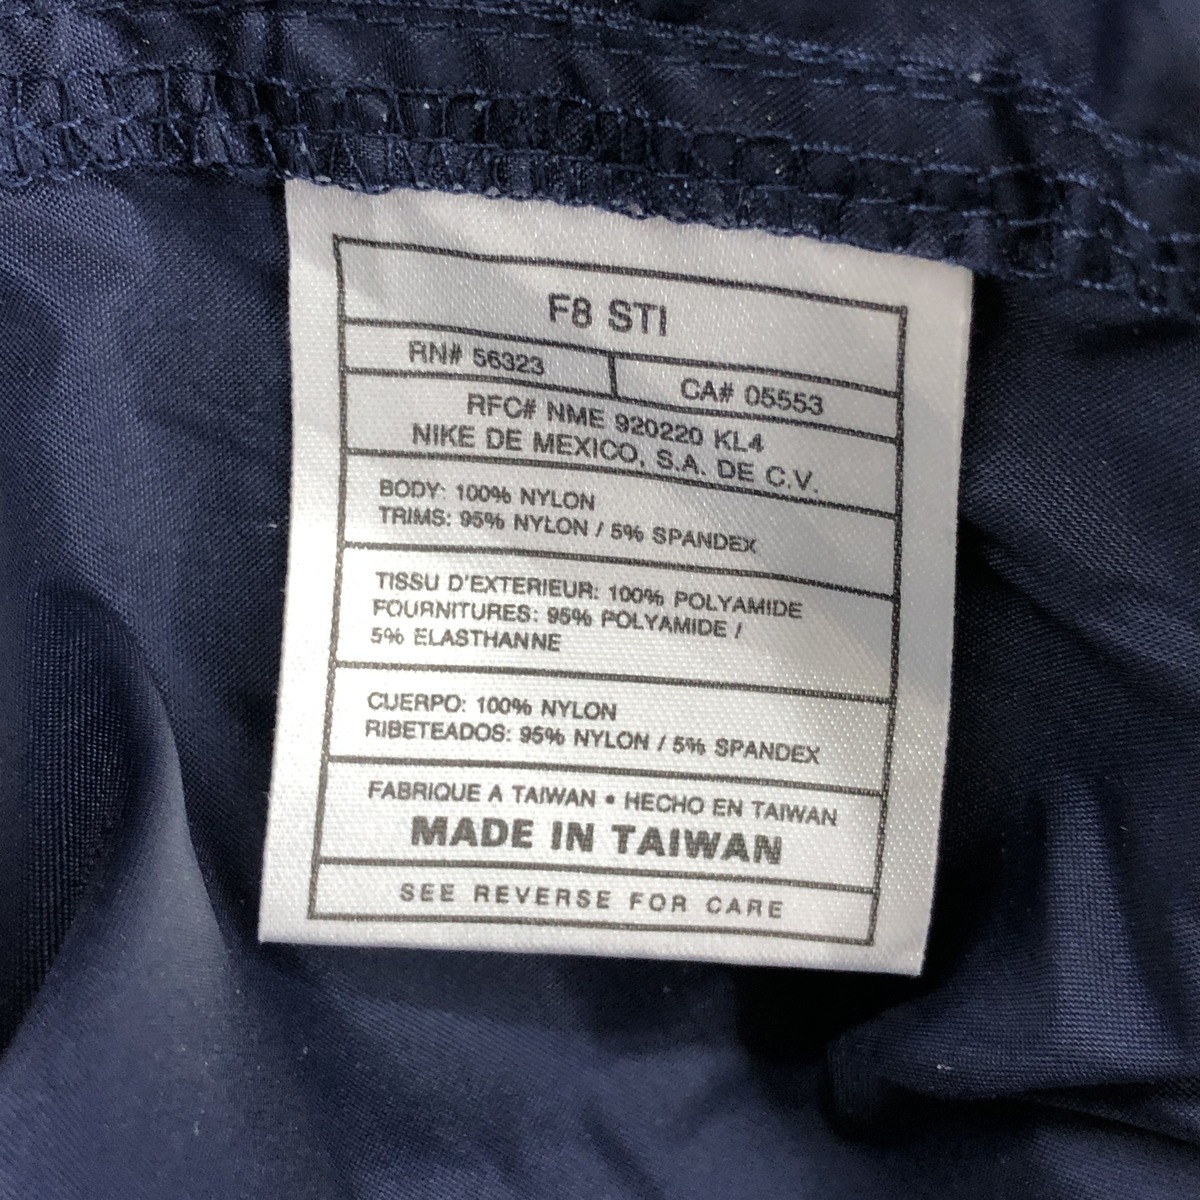 F8 STI
RN# 56323
CA# 05553
RFC# NME 920220 KL4
NIKE DE MEXICO, S.A. DE C.V.
BODY: 100% NYLON
TRIMS: 95% NYLON / 5% SPANDEX
TISSU D'EXTERIEUR: 100% POLYAMIDE
FOURNITURES: 95% POLYAMIDE /
5% ELASTHANNE
CUERPO: 100% NYLON
RIBETEADOS: 95% NYLON / 5% SPANDEX
FABRIQUE A TAIWAN • HECHO EN TAIWAN
MADE IN TAIWAN
SEE REVERSE FOR CARE